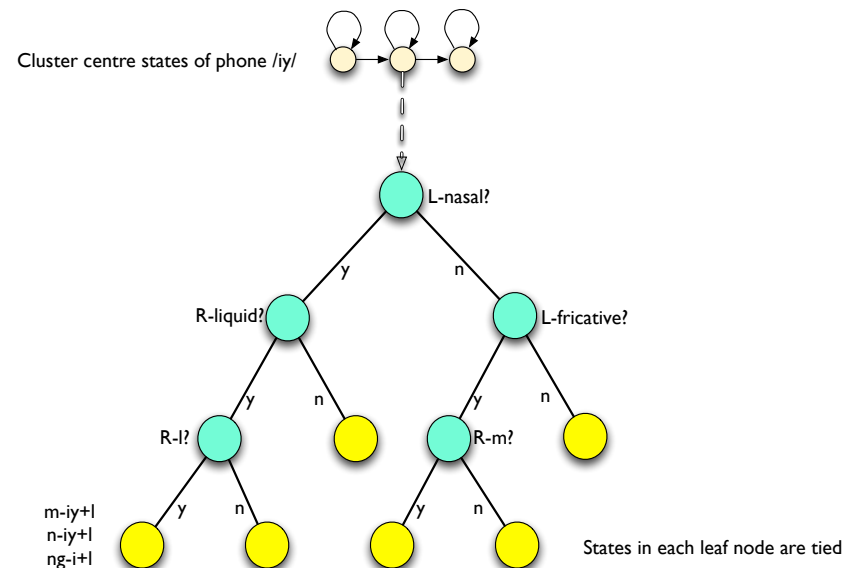 Cluster centre states of phone /iy/
L-nasal?
y
n
R-liquid?
L-fricative?
y
n
y
n
R-l?
R-m?
y
n
y
n
m-iy+l
n-iy+l
ng-i+l
States in each leaf node are tied